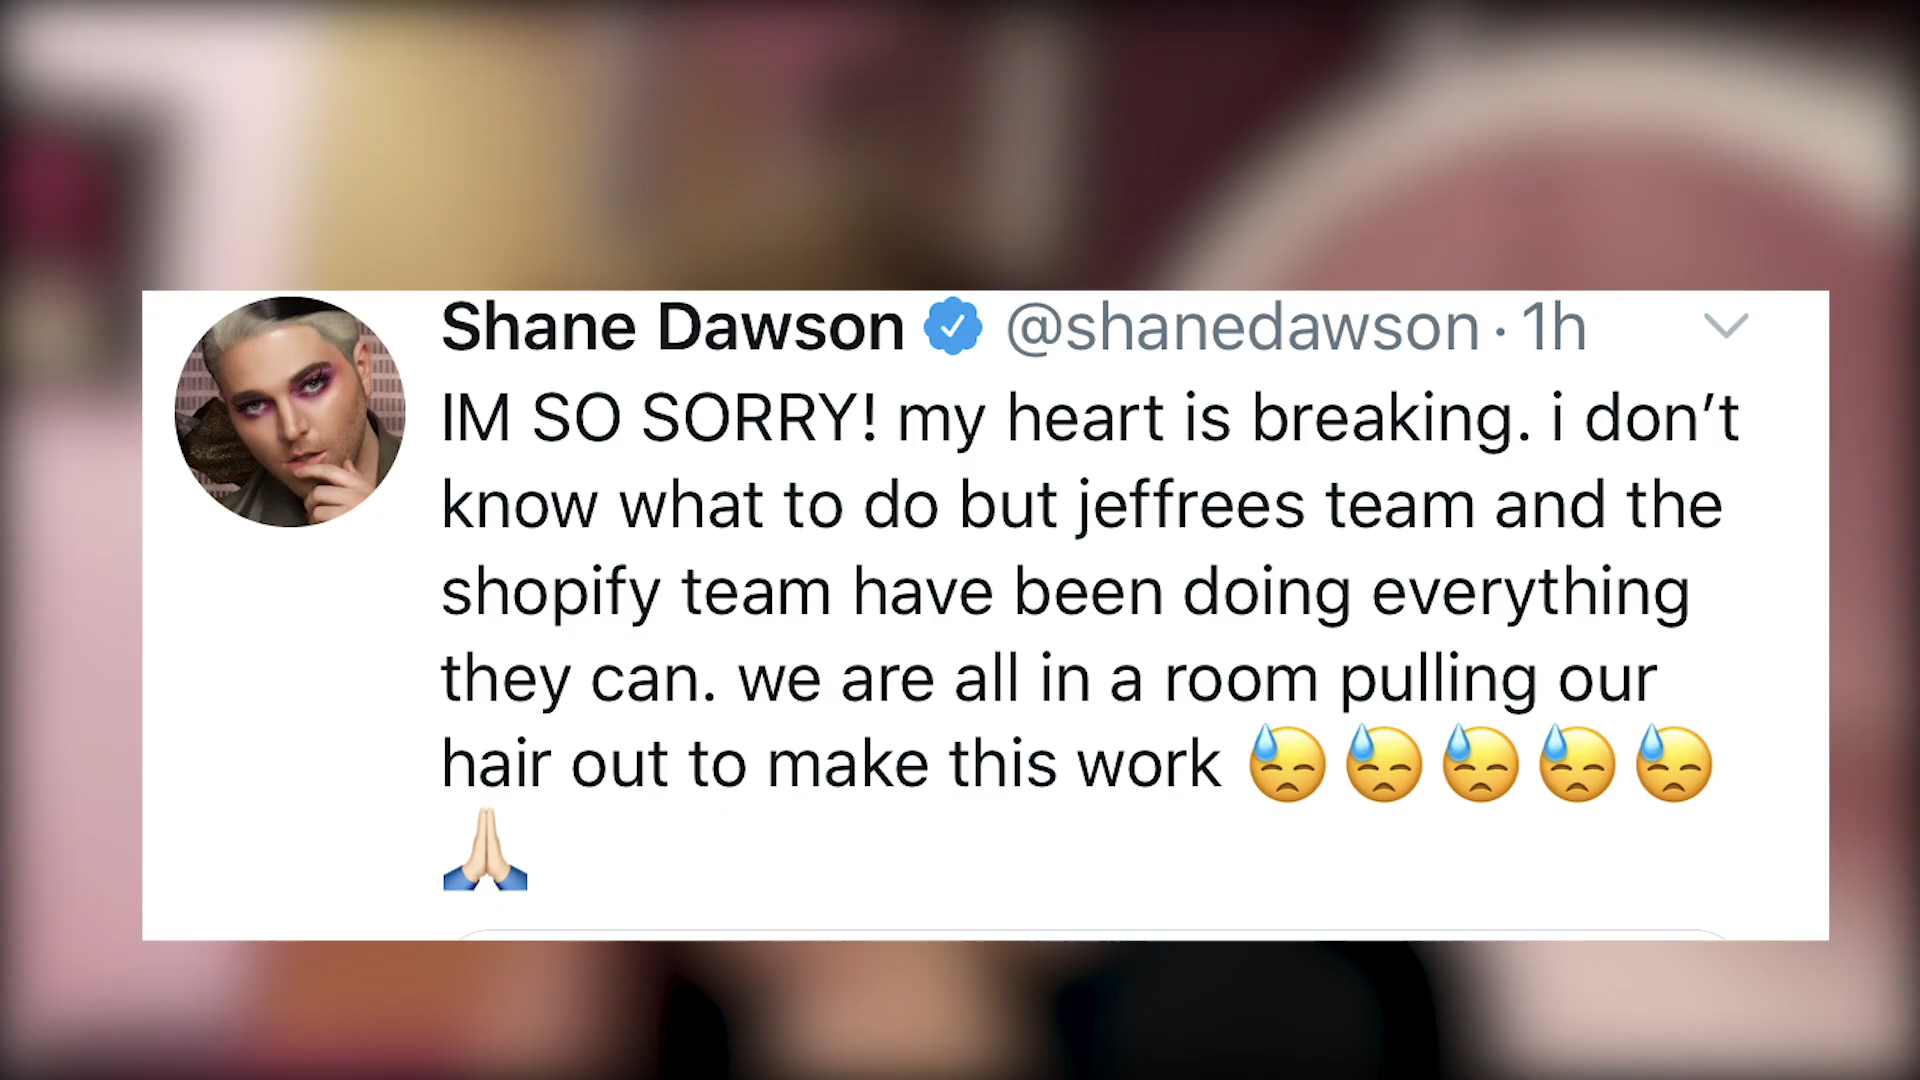 Shane Dawson @shanedawson · 1h
IM SO SORRY! my heart is breaking. i don’t
know what to do but jeffrees team and the
shopify team have been doing everything
they can. we are all in a room pulling our
hair out to make this work 😓😓😓😓😓
🙏🏻